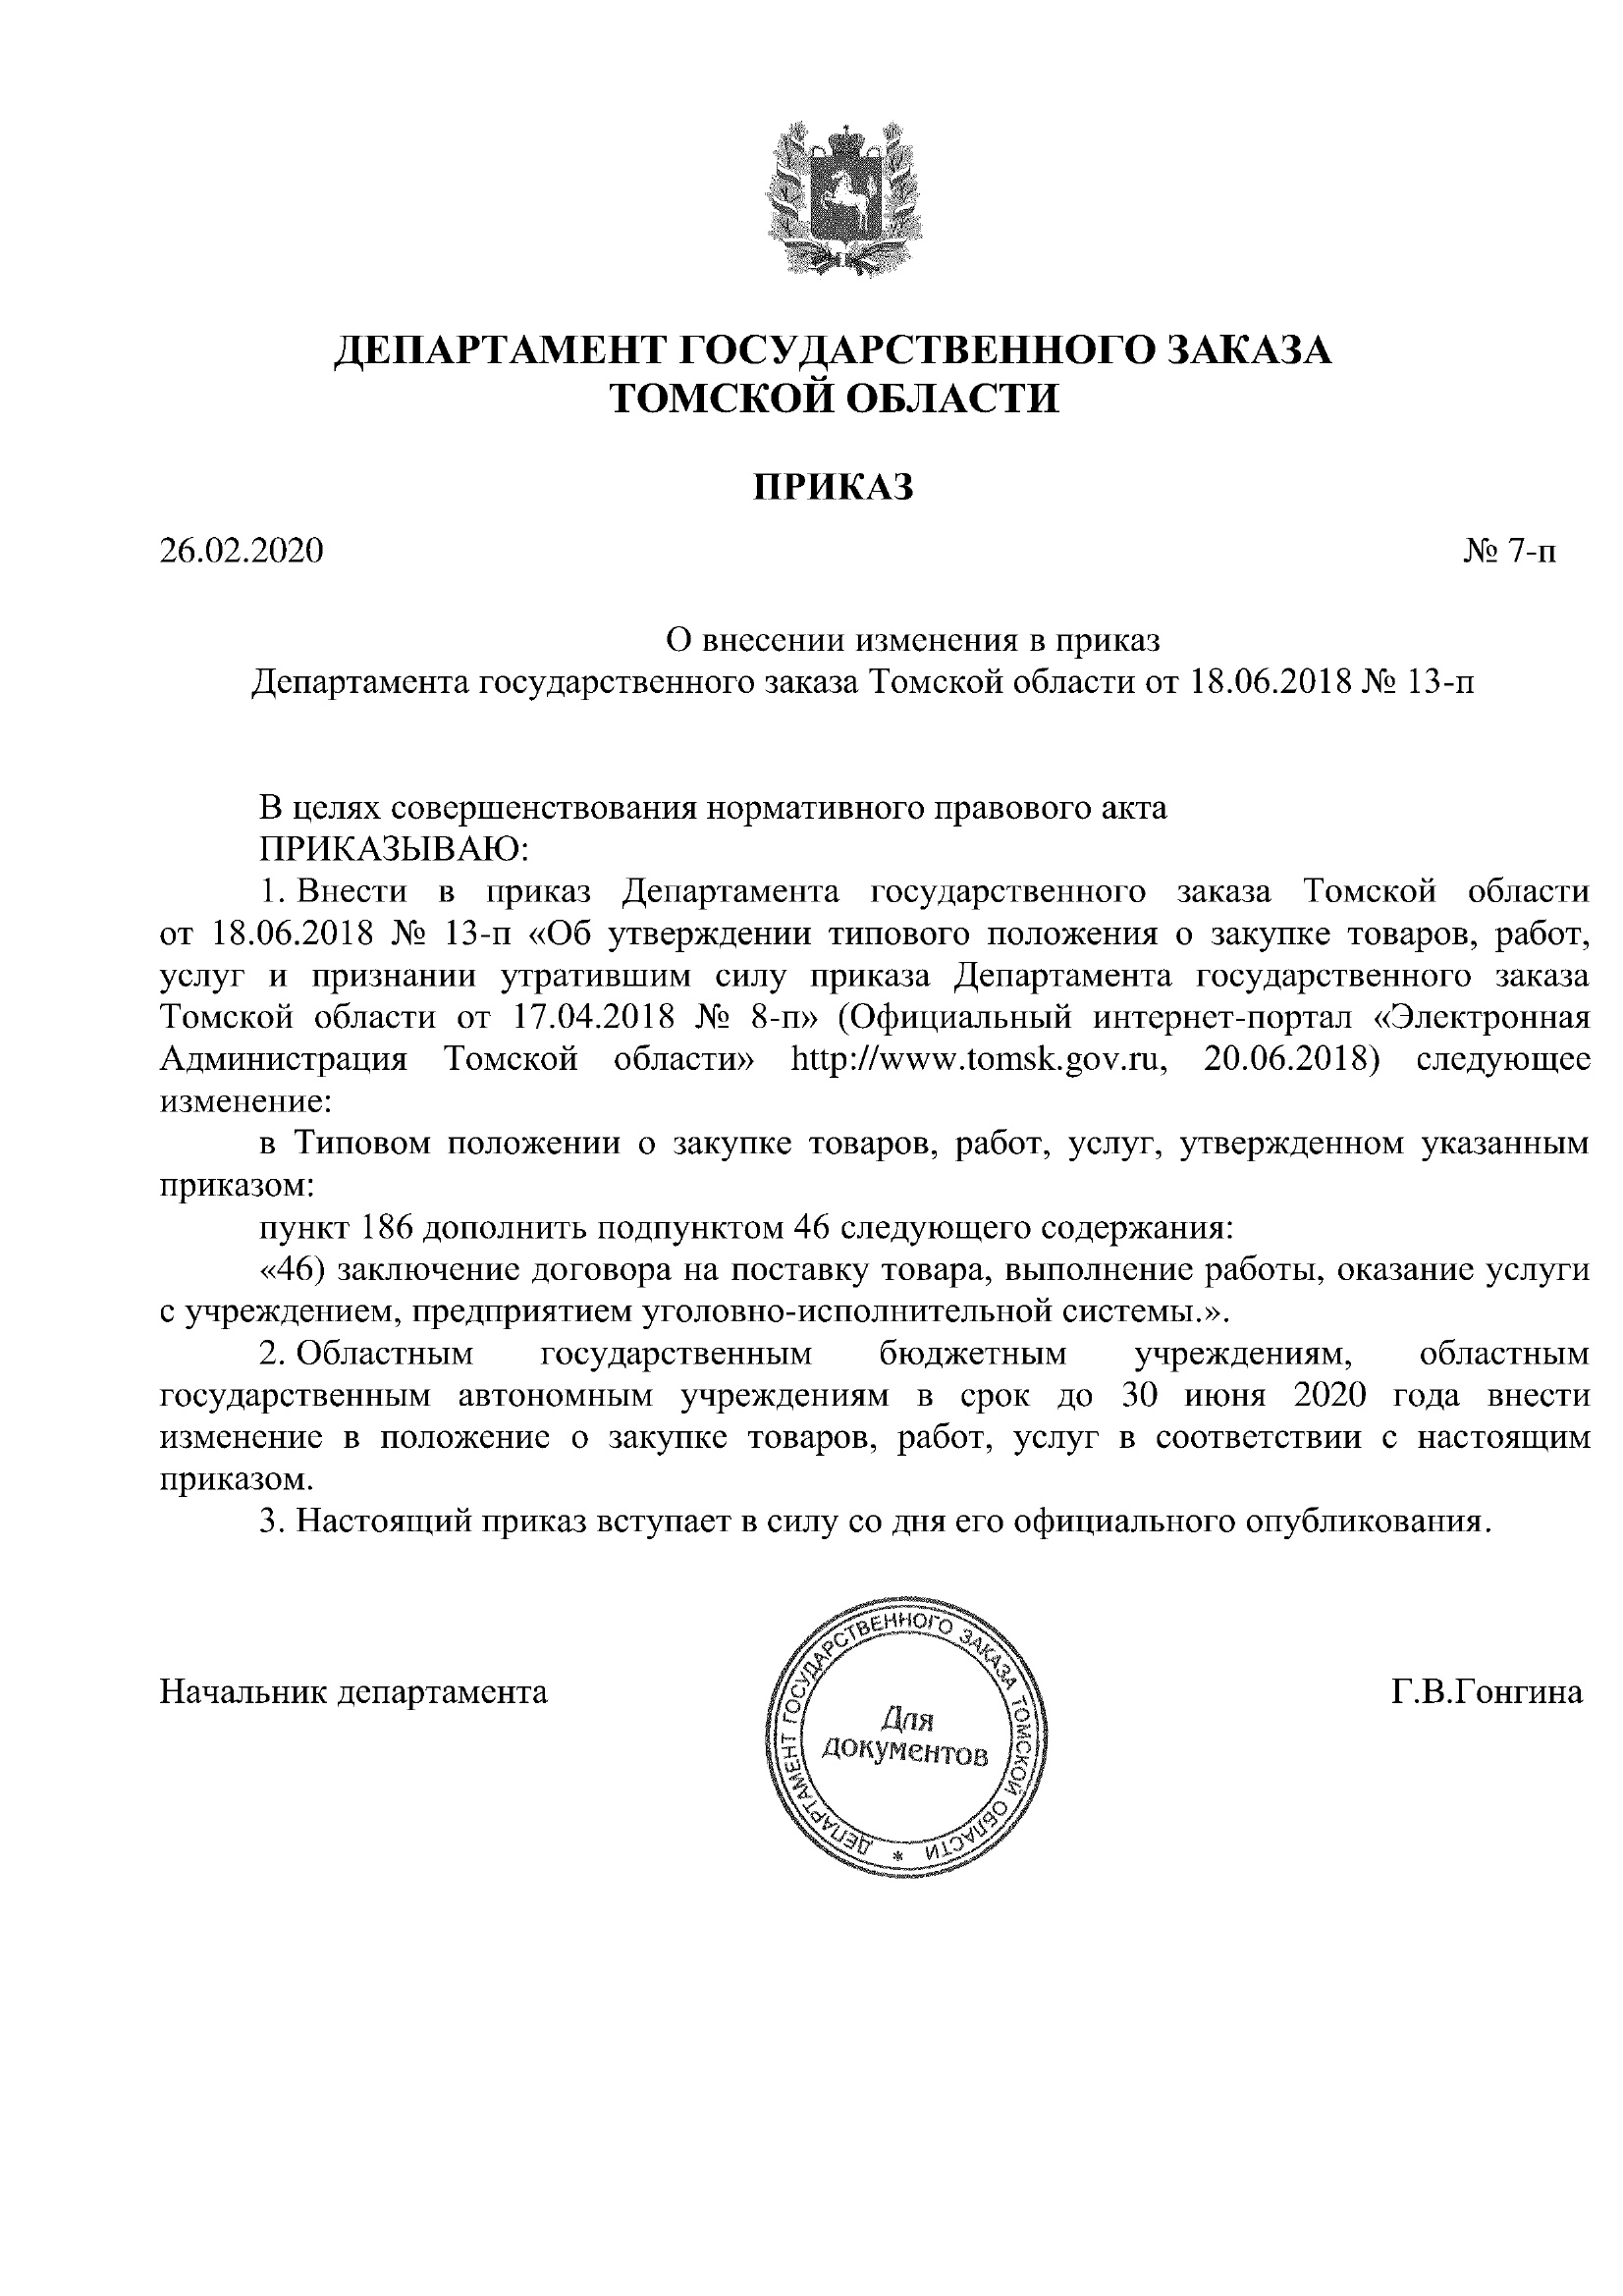 ДЕПАРТАМЕНТ ГОСУДАРСТВЕННОГО ЗАКАЗА
ТОМСКОЙ ОБЛАСТИ
ПРИКАЗ
26.02.2020 № 7-п
О внесении изменения в приказ
Департамента государственного заказа Томской области от 18.06.2018 № 13-п
В целях совершенствования нормативного правового акта
ПРИКАЗЫВАЮ:
1. Внести в приказ Департамента государственного заказа Томской области
от 18.06.2018 № 13-п «Об утверждении типового положения о закупке товаров, работ,
услуг и признании утратившим силу приказа Департамента государственного заказа
Томской области от 17.04.2018 № 8-п» (Официальный интернет-портал «Электронная
Администрация Томской области» http://www.tomsk.gov.ru, 20.06.2018) следующее
изменение:
в Типовом положении о закупке товаров, работ, услуг, утвержденном указанным
приказом:
пункт 186 дополнить подпунктом 46 следующего содержания:
«46) заключение договора на поставку товара, выполнение работы, оказание услуги
с учреждением, предприятием уголовно-исполнительной системы.».
2. Областным государственным бюджетным учреждениям, областным
государственным автономным учреждениям в срок до 30 июня 2020 года внести
изменение в положение о закупке товаров, работ, услуг в соответствии с настоящим
приказом.
3. Настоящий приказ вступает в силу со дня его официального опубликования.
Начальник департамента Г.В.Гонгина
ДЕПАРТАМЕНТ ГОСУДАРСТВЕННОГО ЗАКАЗА ТОМСКОЙ ОБЛАСТИ *
Для
документов